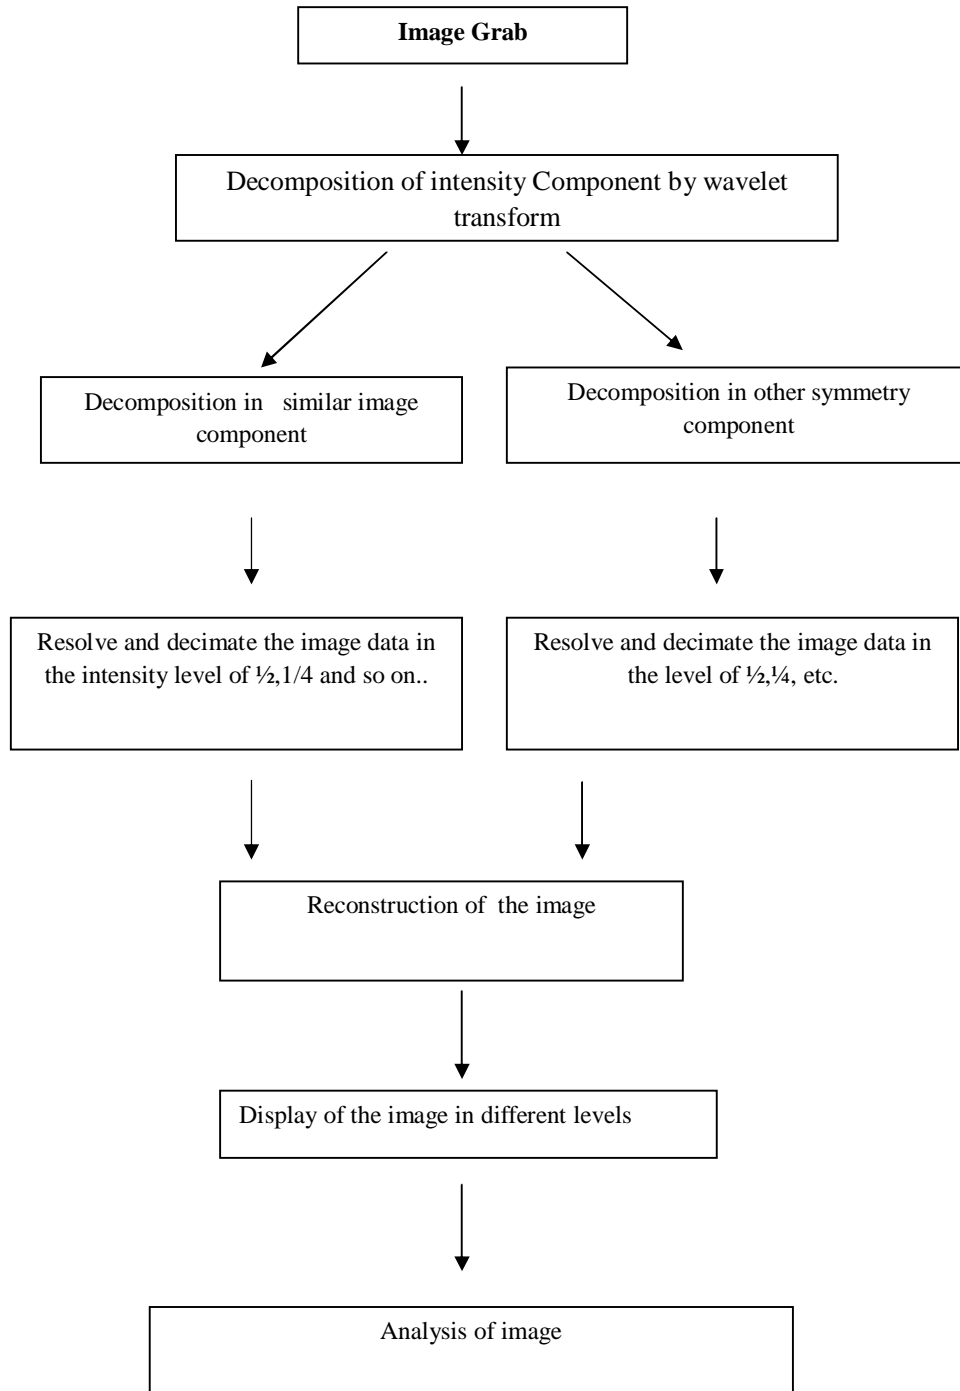 Image Grab
Decomposition of intensity Component by wavelet
transform
Decomposition in similar image
component
Decomposition in other symmetry
component
Resolve and decimate the image data in
the intensity level of ½,1/4 and so on..
Resolve and decimate the image data in
the level of ½,¼, etc.
Reconstruction of the image
Display of the image in different levels
Analysis of image